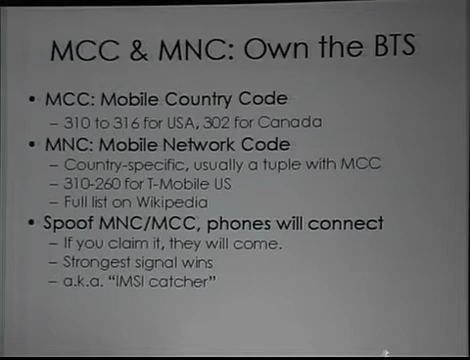 MCC & MNC: Own the BTS
• MCC: Mobile Country Code
– 310 to 316 for USA, 302 for Canada
• MNC: Mobile Network Code
– Country-specific, usually a tuple with MCC
– 310-260 for T-Mobile US
– Full list on Wikipedia
• Spoof MNC/MCC, phones will connect
– If you claim it, they will come.
– Strongest signal wins
– a.k.a. "IMSI catcher"